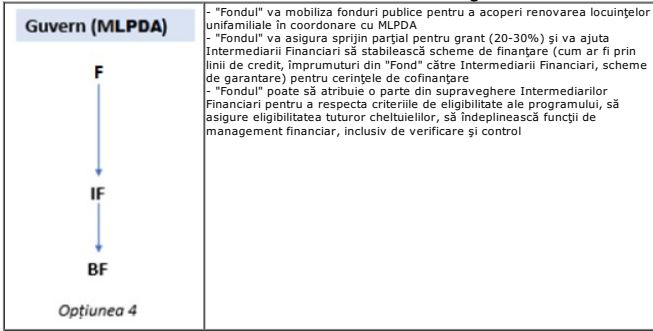 Guvern (MLPDA)
F
IF
BF
Opțiunea 4
- "Fondul" va mobiliza fonduri publice pentru a acoperi renovarea locuinţelor
unifamiliale în coordonare cu MLPDA
- "Fondul" va asigura sprijin parţial pentru grant (20-30%) şi va ajuta
Intermediarii Financiari să stabilească scheme de finanţare (cum ar fi prin
linii de credit, împrumuturi din "Fond" către Intermediarii Financiari, scheme
de garantare) pentru cerinţele de cofinanţare
- "Fondul" poate să atribuie o parte din supraveghere Intermediarilor
Financiari pentru a respecta criteriile de eligibilitate ale programului, să
asigure eligibilitatea tuturor cheltuielilor, să îndeplinească funcţii de
management financiar, inclusiv de verificare şi control